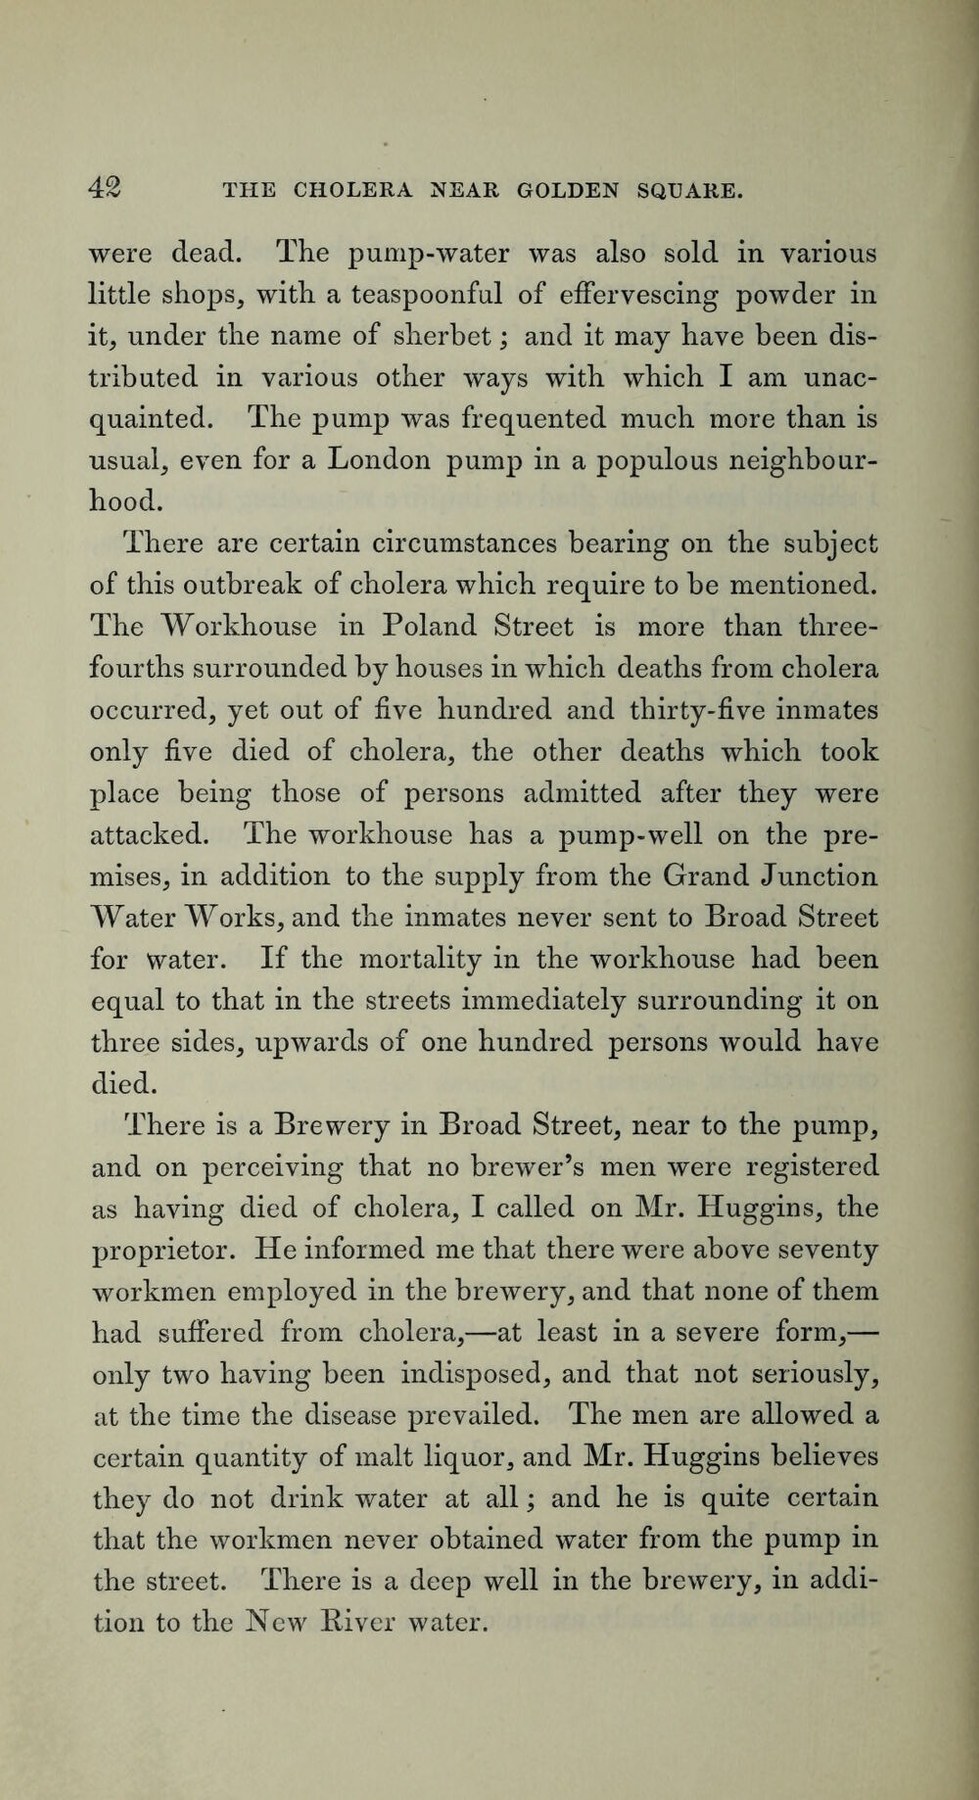 42 THE CHOLERA NEAR GOLDEN SQUARE.
were dead. The pump-water was also sold in various
little shops, with a teaspoonful of effervescing powder in
it, under the name of sherbet; and it may have been dis-
tributed in various other ways with which I am unac-
quainted. The pump was frequented much more than is
usual, even for a London pump in a populous neighbour-
hood.
There are certain circumstances bearing on the subject
of this outbreak of cholera which require to be mentioned.
The Workhouse in Poland Street is more than three-
fourths surrounded by houses in which deaths from cholera
occurred, yet out of five hundred and thirty-five inmates
only five died of cholera, the other deaths which took
place being those of persons admitted after they were
attacked. The workhouse has a pump-well on the pre-
mises, in addition to the supply from the Grand Junction
Water Works, and the inmates never sent to Broad Street
for water. If the mortality in the workhouse had been
equal to that in the streets immediately surrounding it on
three sides, upwards of one hundred persons would have
died.
There is a Brewery in Broad Street, near to the pump,
and on perceiving that no brewer's men were registered
as having died of cholera, I called on Mr. Huggins, the
proprietor. He informed me that there were above seventy
workmen employed in the brewery, and that none of them
had suffered from cholera,—at least in a severe form,—
only two having been indisposed, and that not seriously,
at the time the disease prevailed. The men are allowed a
certain quantity of malt liquor, and Mr. Huggins believes
they do not drink water at all; and he is quite certain
that the workmen never obtained water from the pump in
the street. There is a deep well in the brewery, in addi-
tion to the New River water.